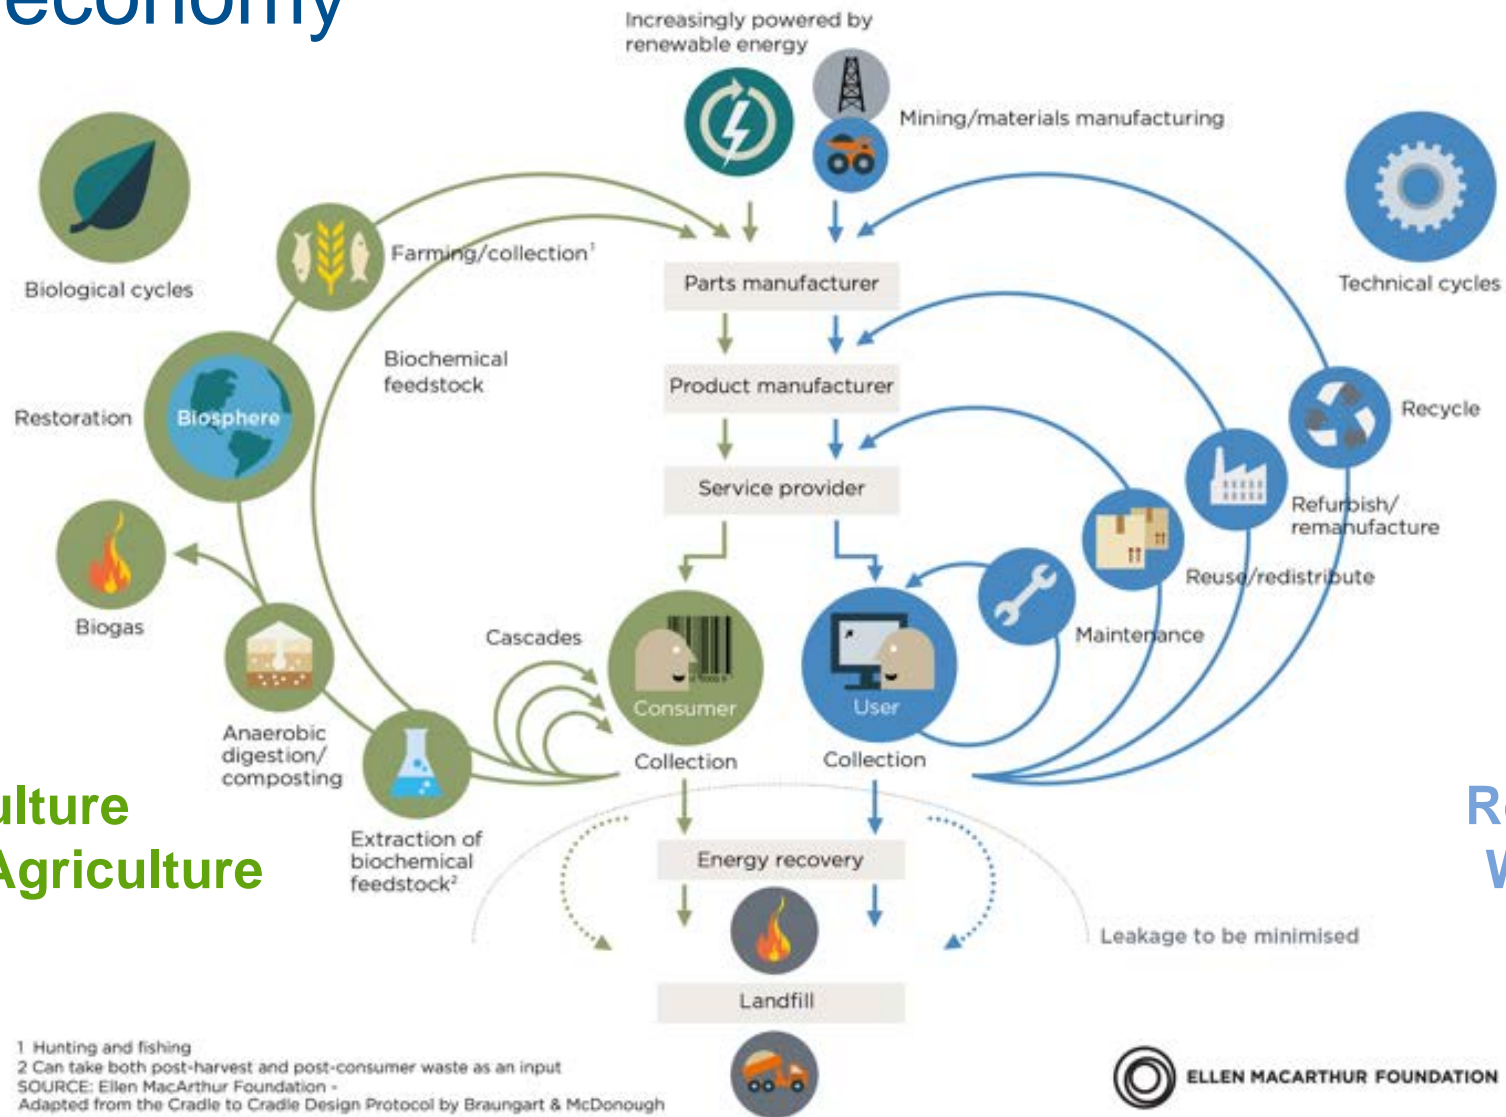 economy
Increasingly powered by
renewable energy
Mining/materials manufacturing
Biological cycles
Technical cycles
Farming/collection¹
Parts manufacturer
Biochemical
feedstock
Product manufacturer
Restoration
Biosphere
Recycle
Service provider
Refurbish/
remanufacture
Reuse/redistribute
Biogas
Cascades
Maintenance
Consumer
User
Anaerobic
digestion/
composting
Collection
Collection
ulture
Agriculture
R
W
Extraction of
biochemical
feedstock²
Energy recovery
Leakage to be minimised
Landfill
1 Hunting and fishing
2 Can take both post-harvest and post-consumer waste as an input
SOURCE: Ellen MacArthur Foundation -
Adapted from the Cradle to Cradle Design Protocol by Braungart & McDonough
ELLEN MACARTHUR FOUNDATION